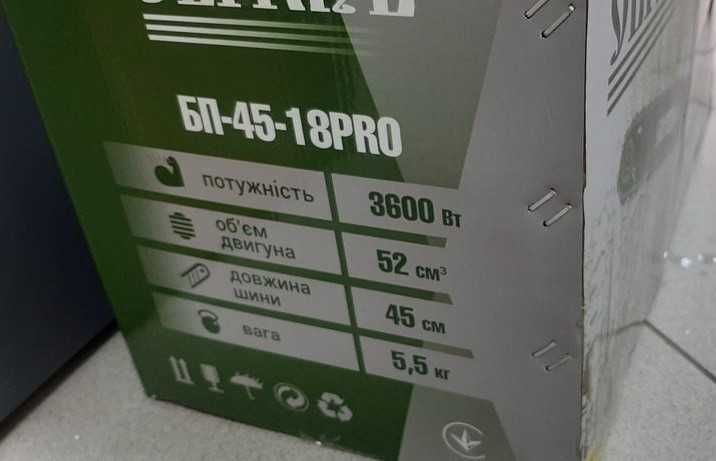 БП-45-18PRO
потужність 3600 Вт
об'єм
двигуна 52 см³
довжина
шини 45 см
вага 5,5 кг